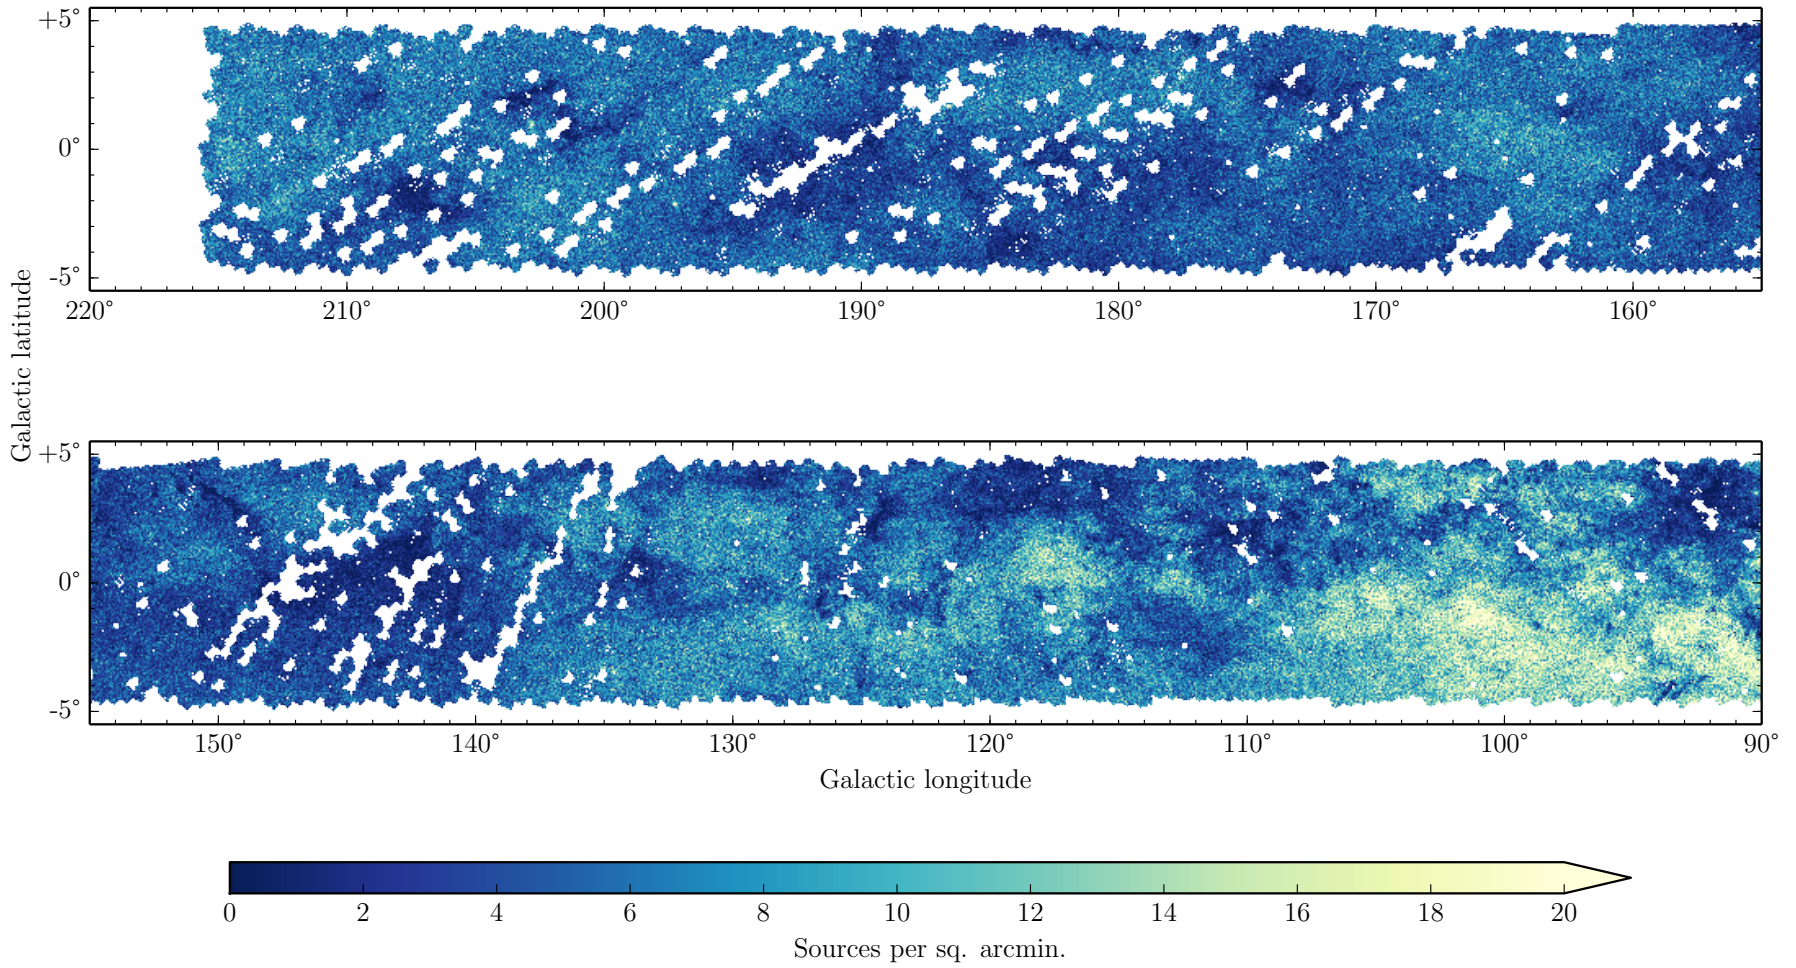 Galactic latitude
+5°
0°
-5°
220° 210° 200° 190° 180° 170° 160°
+5°
0°
-5°
150° 140° 130° 120° 110° 100° 90°
Galactic longitude
0 2 4 6 8 10 12 14 16 18 20
Sources per sq. arcmin.